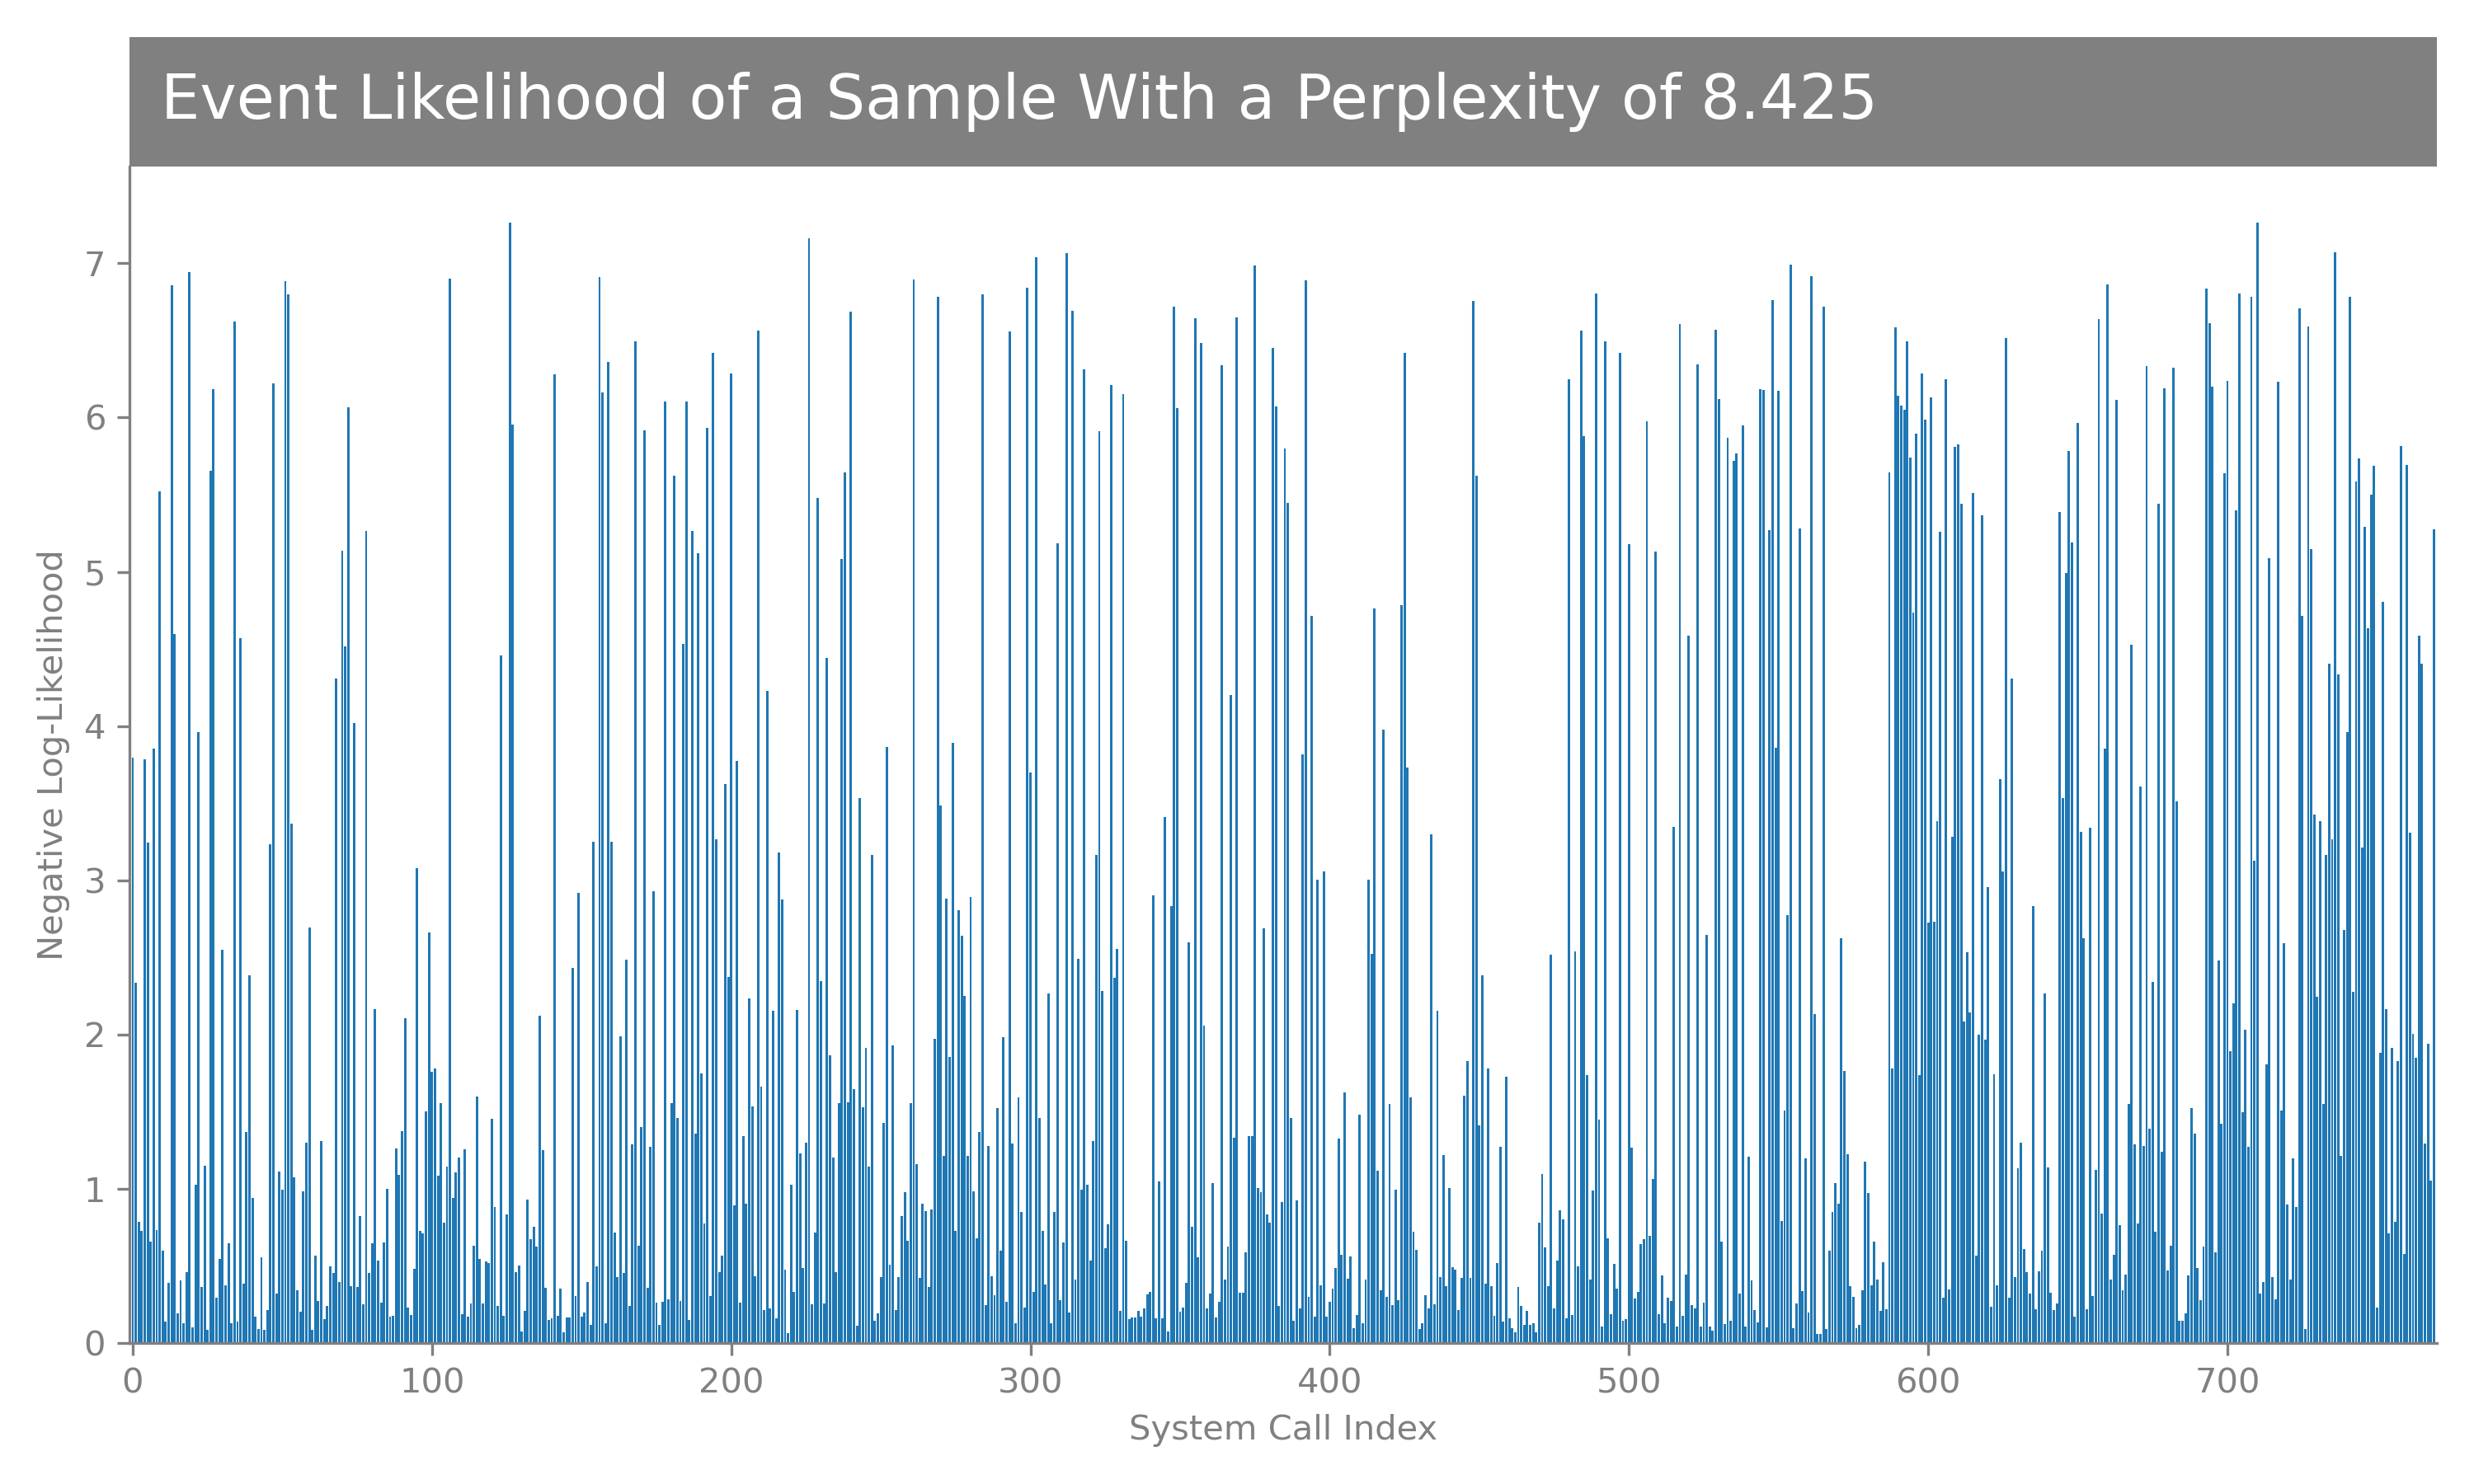 Event Likelihood of a Sample With a Perplexity of 8.425
7
6
5
4
3
2
1
0
Negative Log-Likelihood
0 100 200 300 400 500 600 700
System Call Index